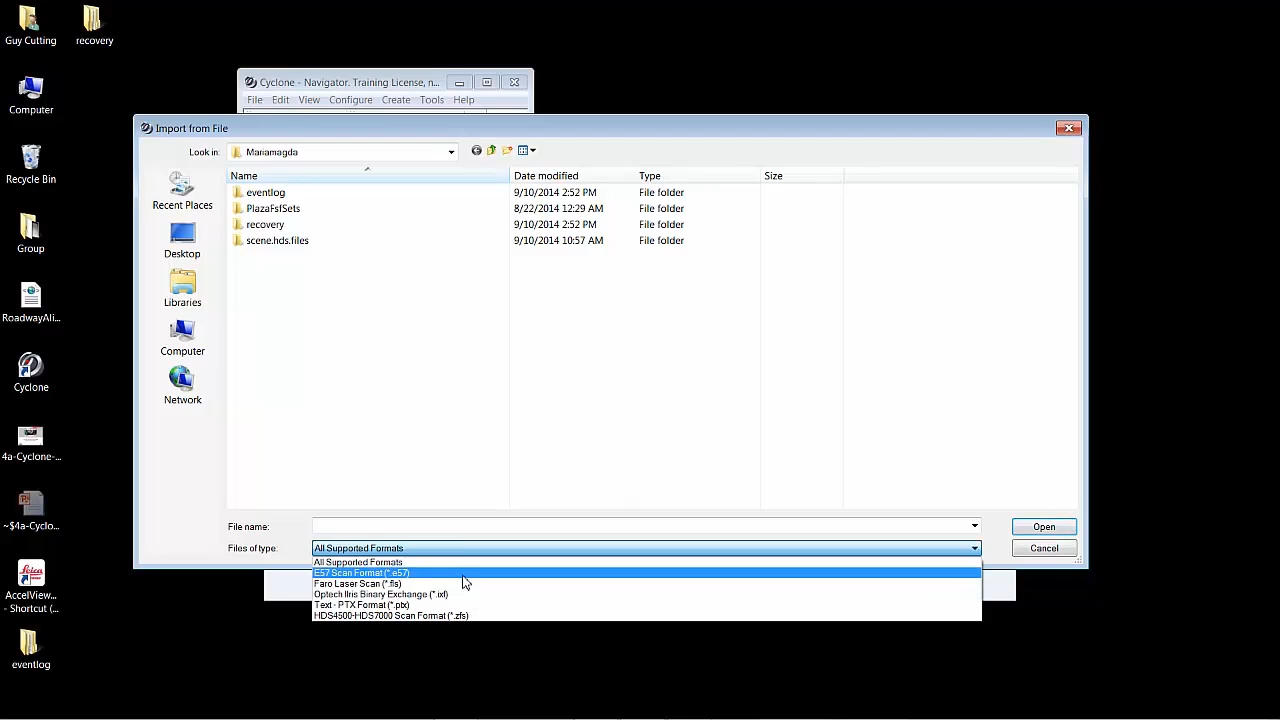 Guy Cutting
recovery
Computer
Recycle Bin
Group
RoadwayAli...
Cyclone
4a-Cyclone-...
~$4a-Cyclo...
AccelView...
- Shortcut (...
eventlog
Cyclone - Navigator. Training License, n...
File Edit View Configure Create Tools Help
Import from File
Look in: Mariamagda
Name Date modified Type Size
eventlog 9/10/2014 2:52 PM File folder
PlazaFsfSets 8/22/2014 12:29 AM File folder
recovery 9/10/2014 2:52 PM File folder
scene.hds.files 9/10/2014 10:57 AM File folder
Recent Places
Desktop
Libraries
Computer
Network
File name: Open
Files of type: All Supported Formats Cancel
All Supported Formats
E57 Scan Format (*.e57)
Faro Laser Scan (*.fls)
Optech Ilris Binary Exchange (*.ixf)
Text - PTX Format (*.ptx)
HDS4500-HDS7000 Scan Format (*.zfs)